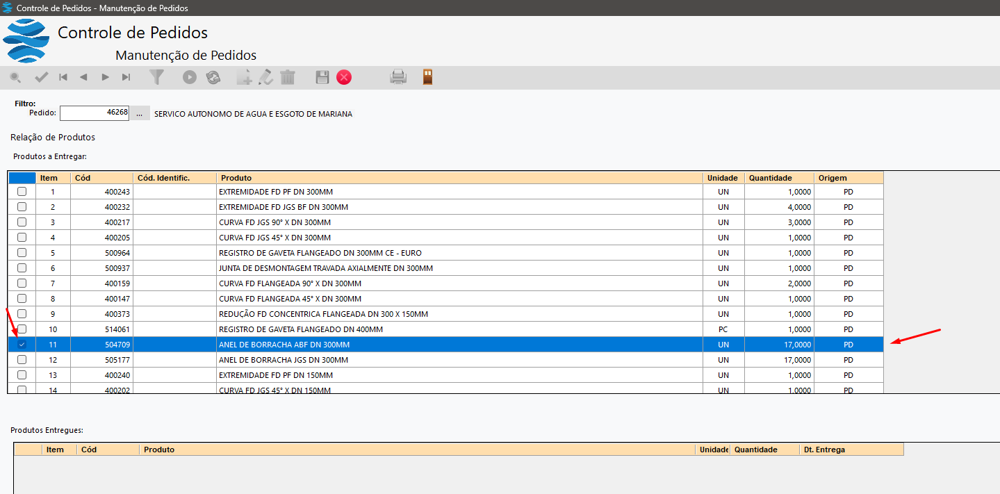 Controle de Pedidos - Manutenção de Pedidos
Controle de Pedidos
Manutenção de Pedidos
Filtro:
Pedido: 46268 ... SERVICO AUTONOMO DE AGUA E ESGOTO DE MARIANA
Relação de Produtos
Produtos a Entregar:
Item Cód Cód. Identific. Produto Unidade Quantidade Origem
1 400243 EXTREMIDADE FD PF DN 300MM UN 1,0000 PD
2 400232 EXTREMIDADE FD JGS BF DN 300MM UN 4,0000 PD
3 400217 CURVA FD JGS 90° X DN 300MM UN 3,0000 PD
4 400205 CURVA FD JGS 45° X DN 300MM UN 1,0000 PD
5 500964 REGISTRO DE GAVETA FLANGEADO DN 300MM CE - EURO UN 1,0000 PD
6 500937 JUNTA DE DESMONTAGEM TRAVADA AXIALMENTE DN 300MM UN 1,0000 PD
7 400159 CURVA FD FLANGEADA 90° X DN 300MM UN 2,0000 PD
8 400147 CURVA FD FLANGEADA 45° X DN 300MM UN 1,0000 PD
9 400373 REDUÇÃO FD CONCENTRICA FLANGEADA DN 300 X 150MM UN 1,0000 PD
10 514061 REGISTRO DE GAVETA FLANGEADO DN 400MM PC 1,0000 PD
11 504709 ANEL DE BORRACHA ABF DN 300MM UN 17,0000 PD
12 505177 ANEL DE BORRACHA JGS DN 300MM UN 17,0000 PD
13 400240 EXTREMIDADE FD PF DN 150MM UN 1,0000 PD
14 400202 CURVA FD JGS 45° X DN 150MM UN 1,0000 PD
Produtos Entregues:
Item Cód Produto Unidade Quantidade Dt. Entrega